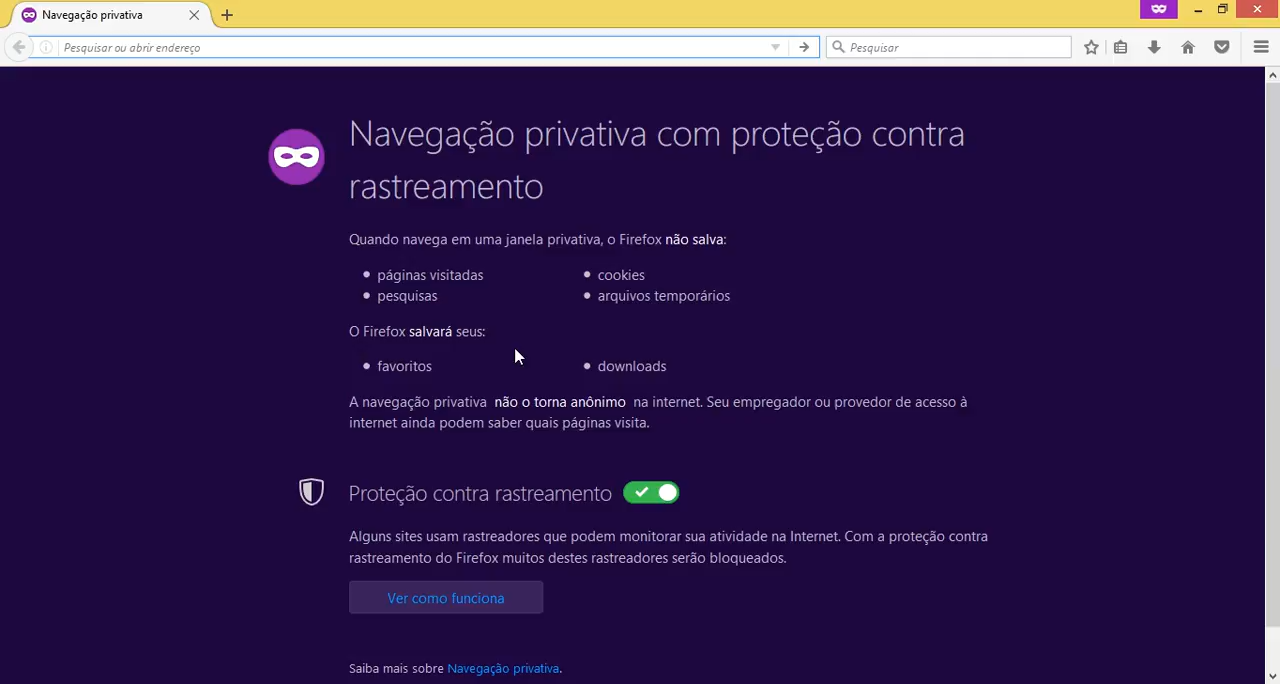 Navegação privativa
Pesquisar ou abrir endereço
Pesquisar
Navegação privativa com proteção contra
rastreamento
Quando navega em uma janela privativa, o Firefox não salva:
páginas visitadas
cookies
pesquisas
arquivos temporários
O Firefox salvará seus:
favoritos
downloads
A navegação privativa não o torna anônimo na internet. Seu empregador ou provedor de acesso à
internet ainda podem saber quais páginas visita.
Proteção contra rastreamento
Alguns sites usam rastreadores que podem monitorar sua atividade na Internet. Com a proteção contra
rastreamento do Firefox muitos destes rastreadores serão bloqueados.
Ver como funciona
Saiba mais sobre Navegação privativa.